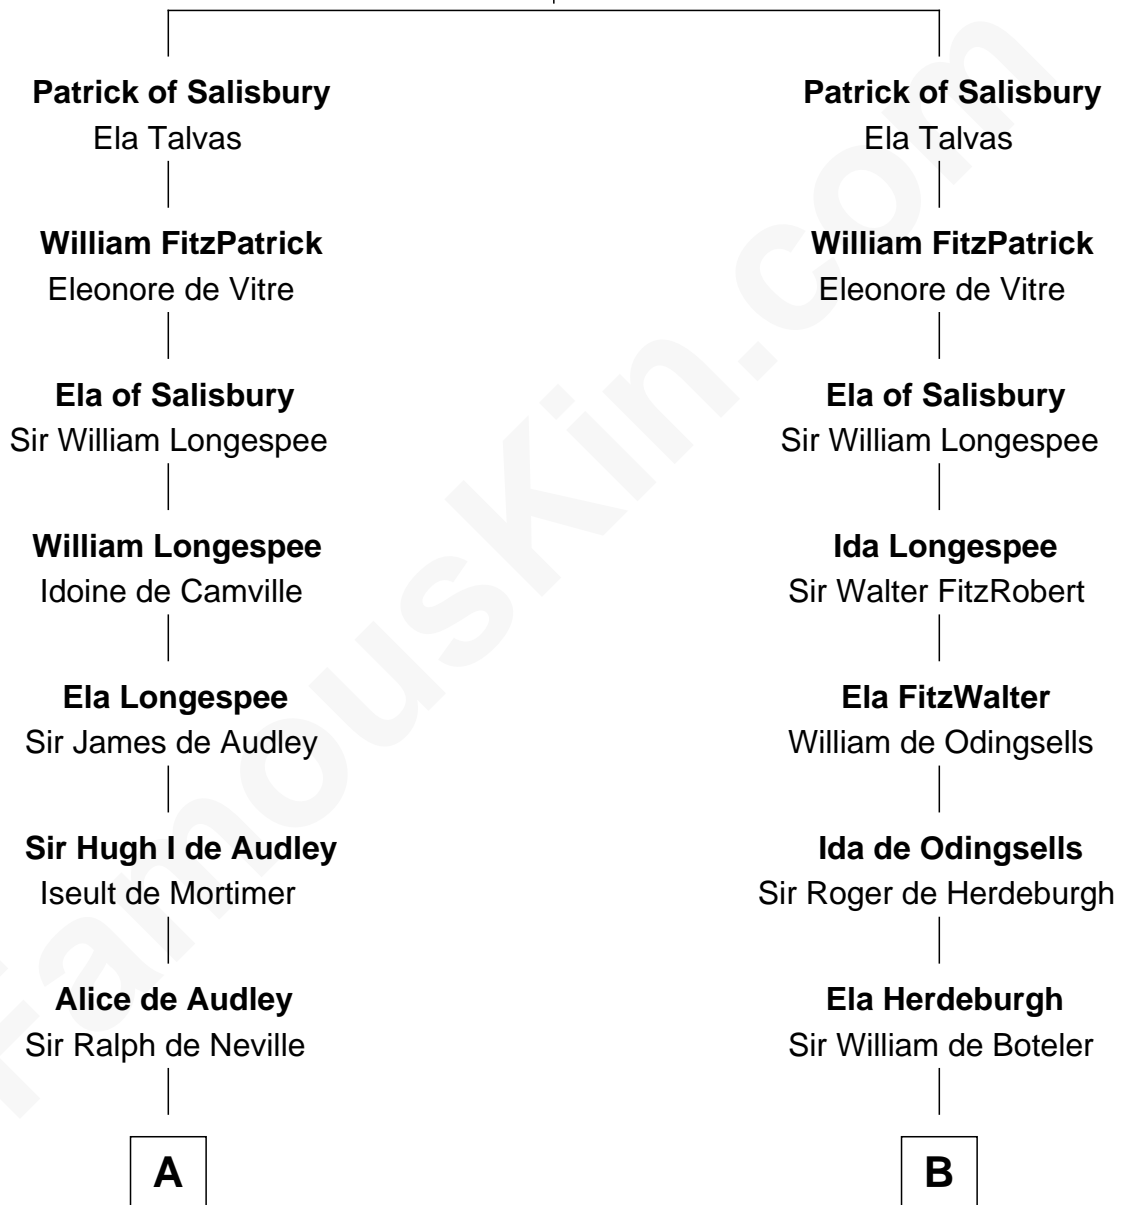 Patrick of Salisbury
Ela Talvas
William FitzPatrick
Eleonore de Vitre
Ela of Salisbury
Sir William Longespee
William Longespee
Idoine de Camville
Ela Longespee
Sir James de Audley
Sir Hugh I de Audley
Iseult de Mortimer
Alice de Audley
Sir Ralph de Neville
A
Patrick of Salisbury
Ela Talvas
William FitzPatrick
Eleonore de Vitre
Ela of Salisbury
Sir William Longespee
Ida Longespee
Sir Walter FitzRobert
Ela FitzWalter
William de Odingsells
Ida de Odingsells
Sir Roger de Herdeburgh
Ela Herdeburgh
Sir William de Boteler
B
FamousKin.com